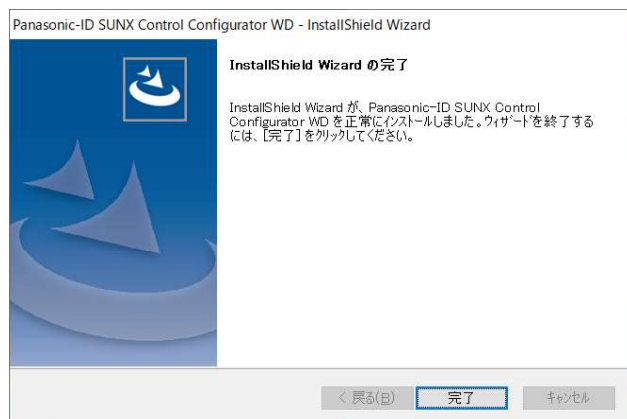 Panasonic-ID SUNX Control Configurator WD - InstallShield Wizard
InstallShield Wizard の完了
InstallShield Wizard が、Panasonic-ID SUNX Control
Configurator WD を正常にインストールしました。ウィザードを終了する
には、[完了]をクリックしてください。
< 戻る(B)
完了
キャンセル